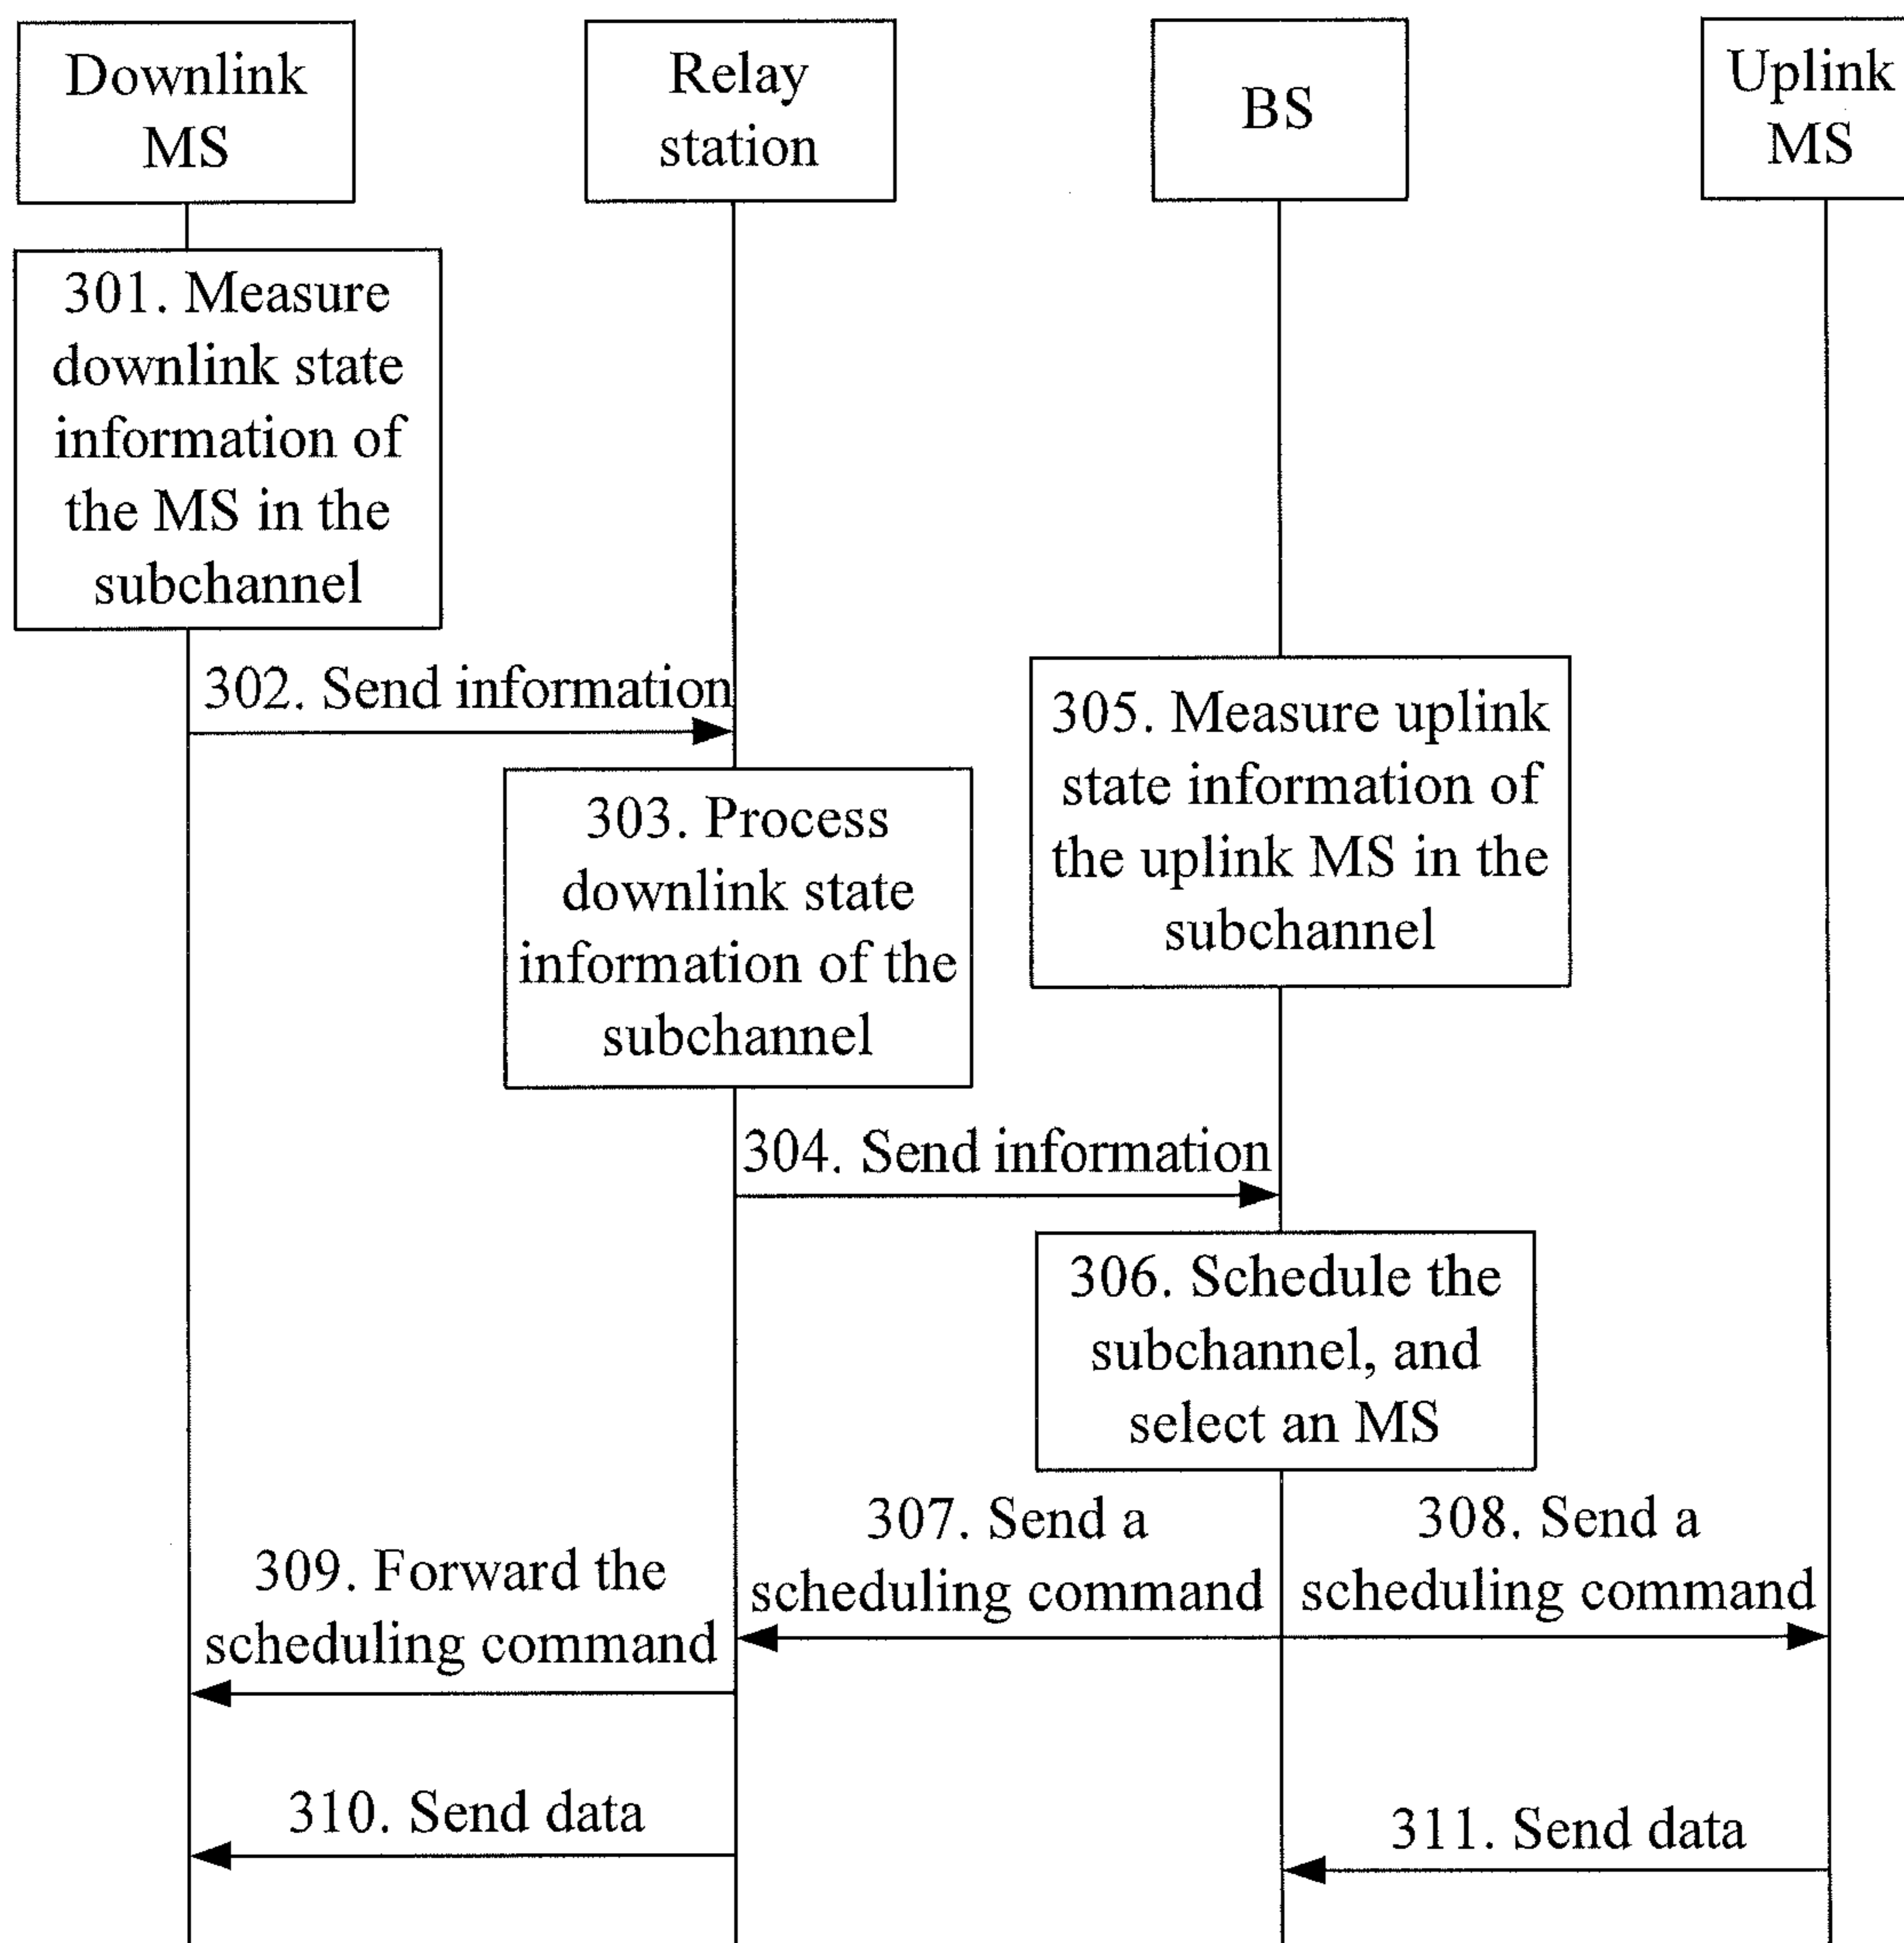 Downlink
MS
Relay
station
BS
Uplink
MS
301. Measure
downlink state
information of
the MS in the
subchannel
302. Send information
303. Process
downlink state
information of the
subchannel
305. Measure uplink
state information of
the uplink MS in the
subchannel
304. Send information
306. Schedule the
subchannel, and
select an MS
307. Send a
scheduling command
308. Send a
scheduling command
309. Forward the
scheduling command
310. Send data
311. Send data